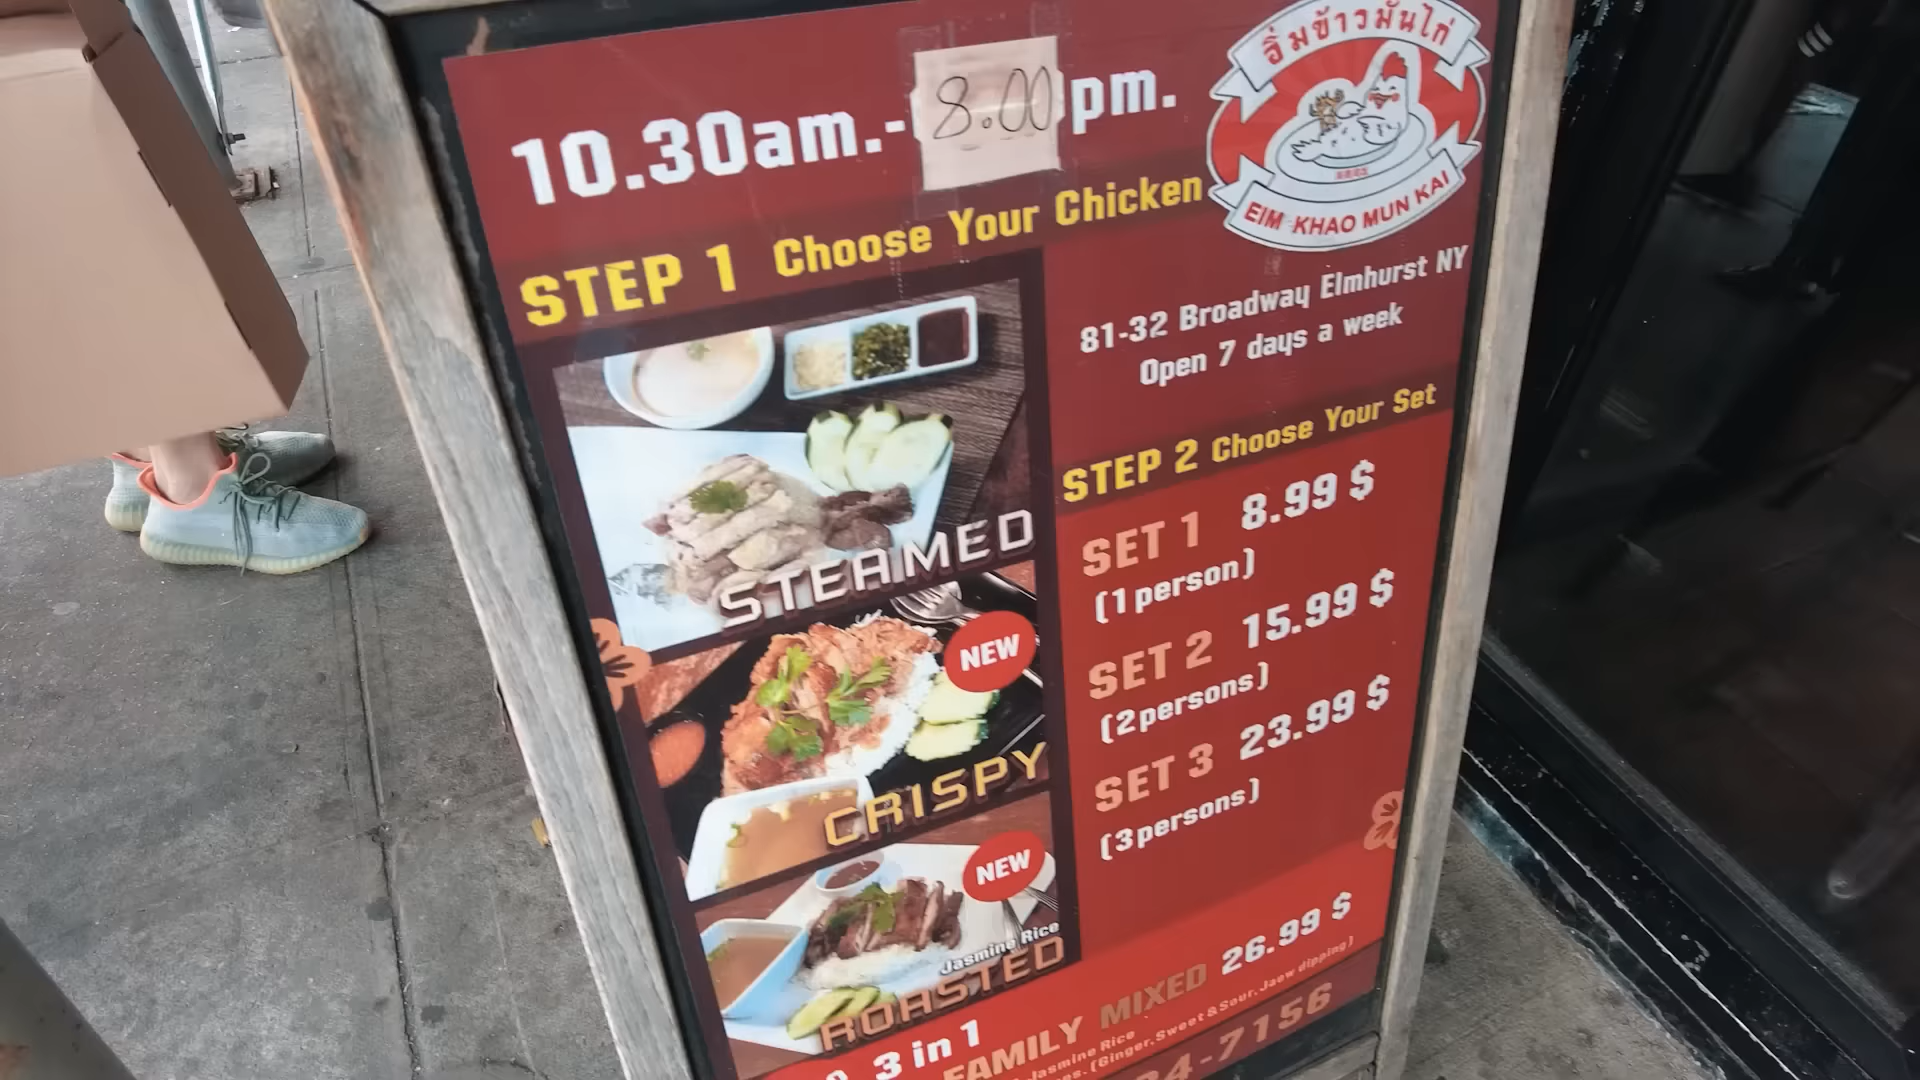 10.30am.-8.00pm.
อิ่มข้าวมันไก่
EIM KHAO MUN KAI
STEP 1 Choose Your Chicken
81-32 Broadway Elmhurst NY
Open 7 days a week
STEAMED
NEW
CRISPY
NEW
Jasmine Rice
ROASTED
STEP 2 Choose Your Set
SET 1 8.99 $
(1 person)
SET 2 15.99 $
(2 persons)
SET 3 23.99 $
(3 persons)
3 in 1
FAMILY MIXED 26.99 $
Jasmine Rice
(Ginger, Sweet & Sour, Jaew dipping)
4-7156